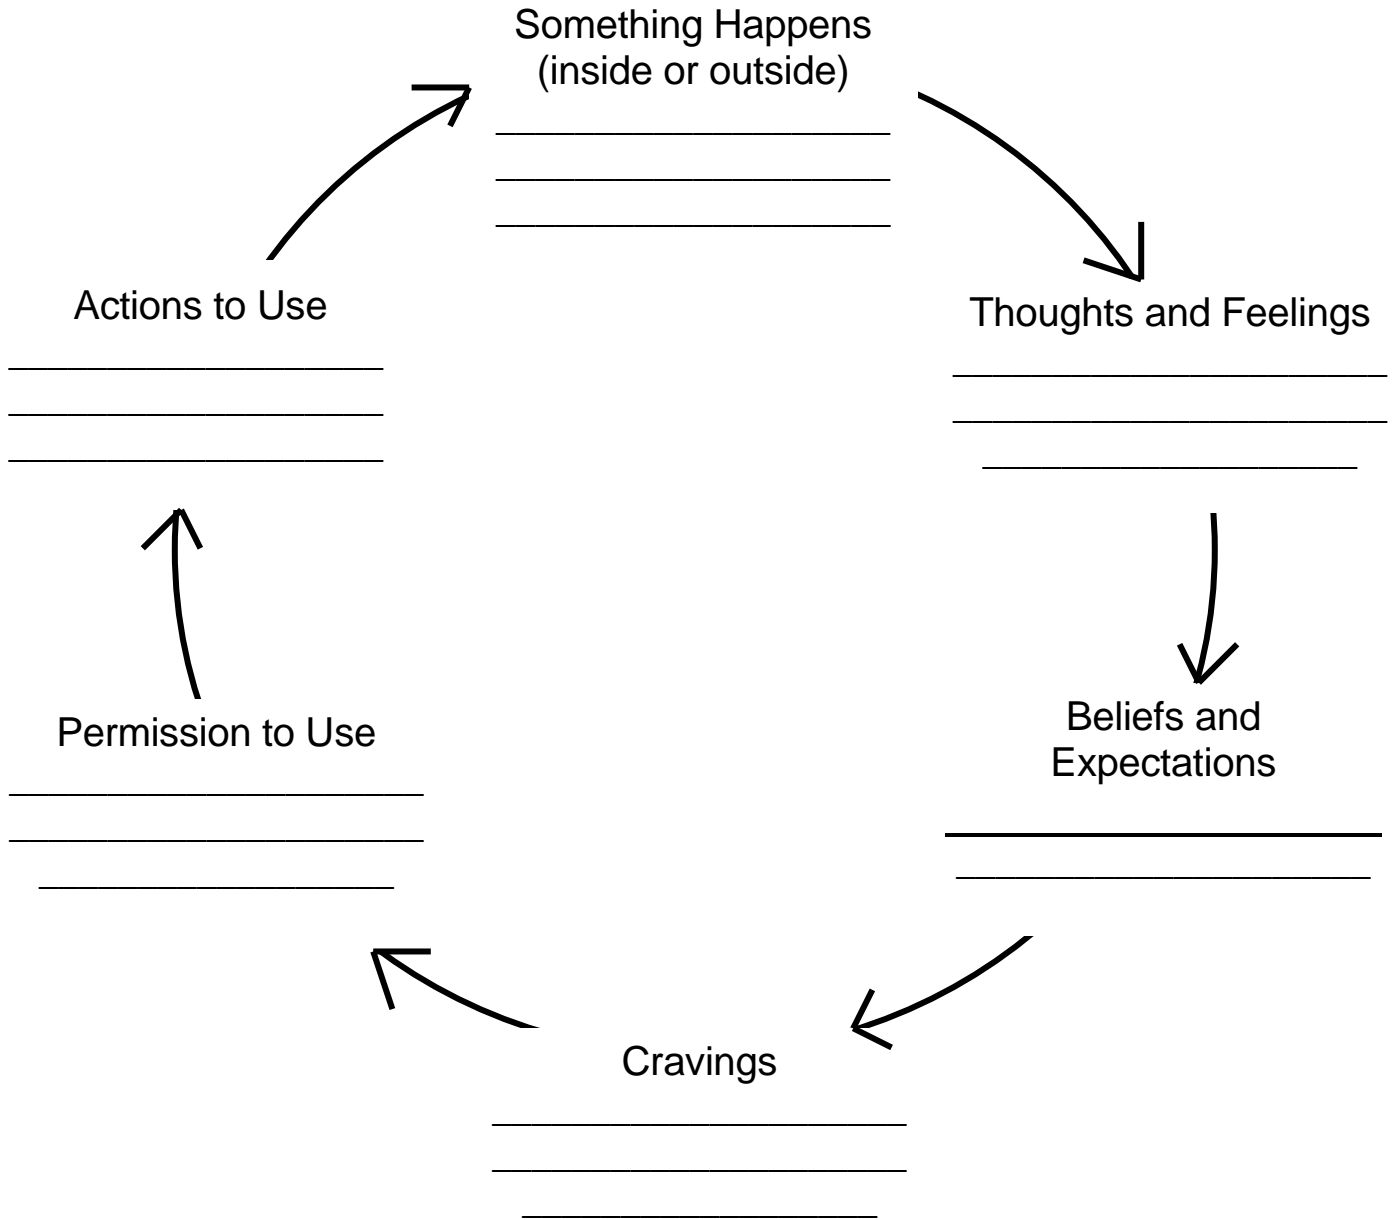 Something Happens
(inside or outside)
Thoughts and Feelings
Beliefs and
Expectations
Cravings
Permission to Use
Actions to Use